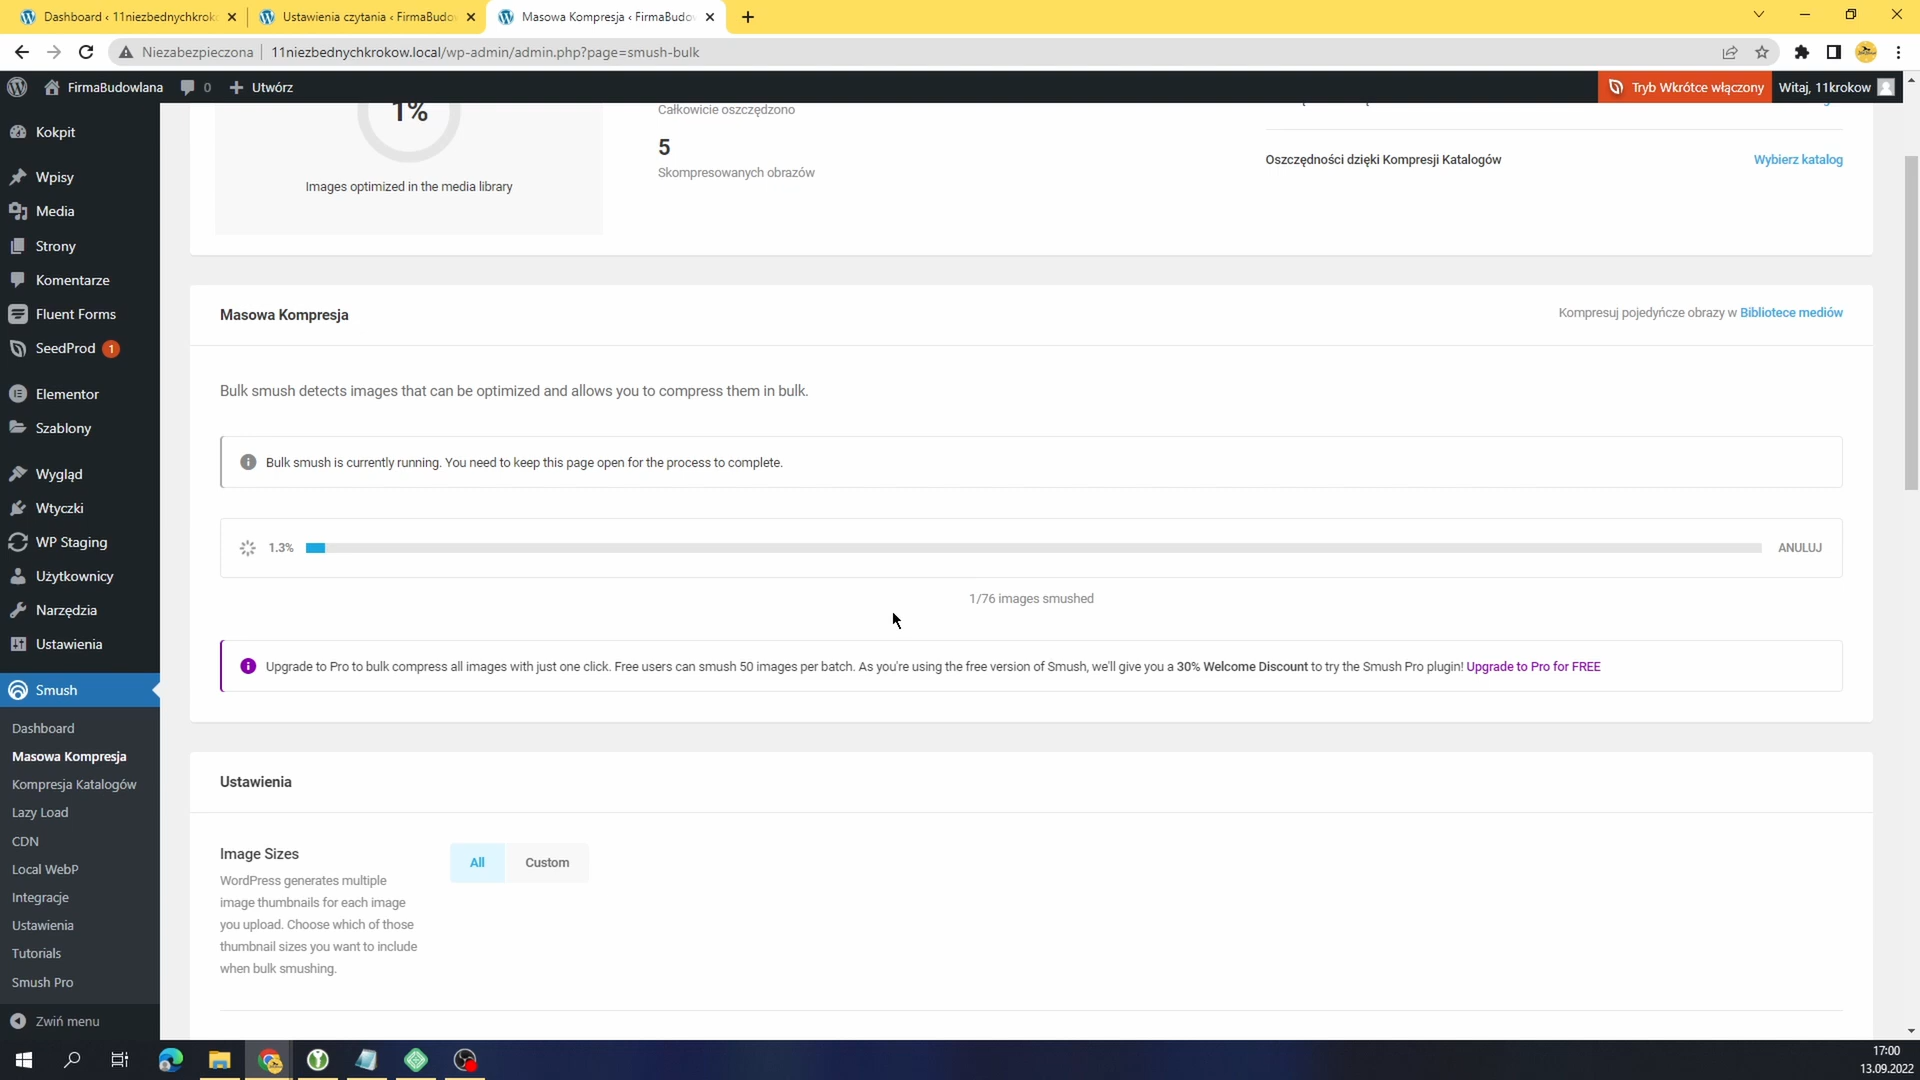 Dashboard ‹ 11niezbednychkrok
Ustawienia czytania ‹ FirmaBudo
Masowa Kompresja ‹ FirmaBudo
Niezabezpieczona
11niezbednychkrokow.local/wp-admin/admin.php?page=smush-bulk
FirmaBudowlana
0
Utwórz
Tryb Wkrótce włączony
Witaj, 11krokow
Kokpit
Wpisy
Media
Strony
Komentarze
Fluent Forms
SeedProd 1
Elementor
Szablony
Wygląd
Wtyczki
WP Staging
Użytkownicy
Narzędzia
Ustawienia
Smush
Dashboard
Masowa Kompresja
Kompresja Katalogów
Lazy Load
CDN
Local WebP
Integracje
Ustawienia
Tutorials
Smush Pro
Zwiń menu
1%
Images optimized in the media library
Całkowicie oszczędzono
5
Skompresowanych obrazów
Oszczędności dzięki Kompresji Katalogów
Wybierz katalog
Masowa Kompresja
Kompresuj pojedyńcze obrazy w Bibliotece mediów
Bulk smush detects images that can be optimized and allows you to compress them in bulk.
Bulk smush is currently running. You need to keep this page open for the process to complete.
1.3%
ANULUJ
1/76 images smushed
Upgrade to Pro to bulk compress all images with just one click. Free users can smush 50 images per batch. As you're using the free version of Smush, we'll give you a 30% Welcome Discount to try the Smush Pro plugin! Upgrade to Pro for FREE
Ustawienia
Image Sizes
WordPress generates multiple
image thumbnails for each image
you upload. Choose which of those
thumbnail sizes you want to include
when bulk smushing.
All
Custom
17:00
13.09.2022